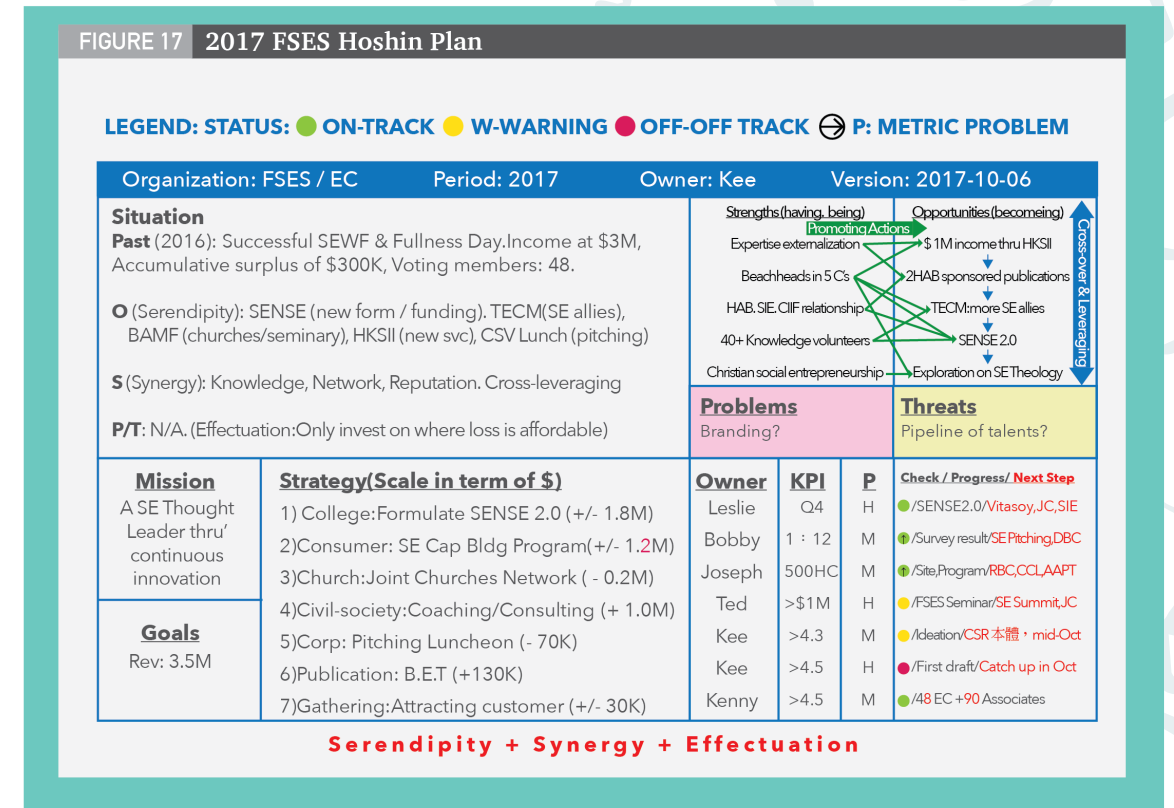 FIGURE 17 2017 FSES Hoshin Plan
LEGEND: STATUS: ON-TRACK W-WARNING OFF-OFF TRACK P: METRIC PROBLEM
Organization: FSES / EC Period: 2017 Owner: Kee Version: 2017-10-06
Situation
Past (2016): Successful SEWF & Fullness Day.Income at $3M,
Accumulative surplus of $300K, Voting members: 48.
O (Serendipity): SENSE (new form / funding). TECM(SE allies),
BAMF (churches/seminary), HKSII (new svc), CSV Lunch (pitching)
S (Synergy): Knowledge, Network, Reputation. Cross-leveraging
P/T: N/A. (Effectuation:Only invest on where loss is affordable)
Strengths (having, being) Opportunities (becomeing)
Promoting Actions
Expertise externalization $ 1M income thru HKSII
Beachheads in 5 C's 2HAB sponsored publications
HAB. SIE. CIIF relationship TECM:more SE allies
40+ Knowledge volunteers SENSE 2.0
Christian social entrepreneurship Exploration on SE Theology
Cross-over & Leveraging
Problems
Branding?
Threats
Pipeline of talents?
Mission
A SE Thought
Leader thru'
continuous
innovation
Goals
Rev: 3.5M
Strategy(Scale in term of $)
1) College:Formulate SENSE 2.0 (+/- 1.8M)
2)Consumer: SE Cap Bldg Program(+/- 1.2M)
3)Church:Joint Churches Network ( - 0.2M)
4)Civil-society:Coaching/Consulting (+ 1.0M)
5)Corp: Pitching Luncheon (- 70K)
6)Publication: B.E.T (+130K)
7)Gathering:Attracting customer (+/- 30K)
Owner KPI P Check / Progress/ Next Step
Leslie Q4 H /SENSE2.0/Vitasoy,JC,SIE
Bobby 1 : 12 M /Survey result/SE Pitching,DBC
Joseph 500HC M /Site,Program/RBC,CCL,AAPT
Ted >$1M H /FSES Seminar/SE Summit,JC
Kee >4.3 M /Ideation/CSR 本體，mid-Oct
Kee >4.5 H /First draft/Catch up in Oct
Kenny >4.5 M /48 EC +90 Associates
Serendipity + Synergy + Effectuation